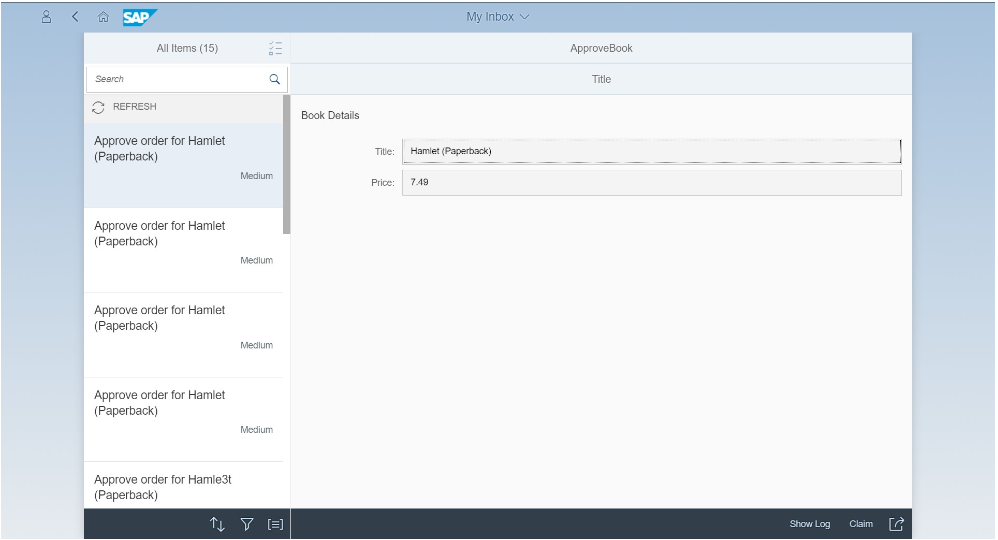 SAP
My Inbox
All Items (15)
ApproveBook
Search
Title
REFRESH
Book Details
Approve order for Hamlet
(Paperback)
Medium
Title: Hamlet (Paperback)
Price: 7.49
Approve order for Hamlet
(Paperback)
Medium
Approve order for Hamlet
(Paperback)
Medium
Approve order for Hamlet
(Paperback)
Medium
Approve order for Hamle3t
(Paperback)
Show Log Claim